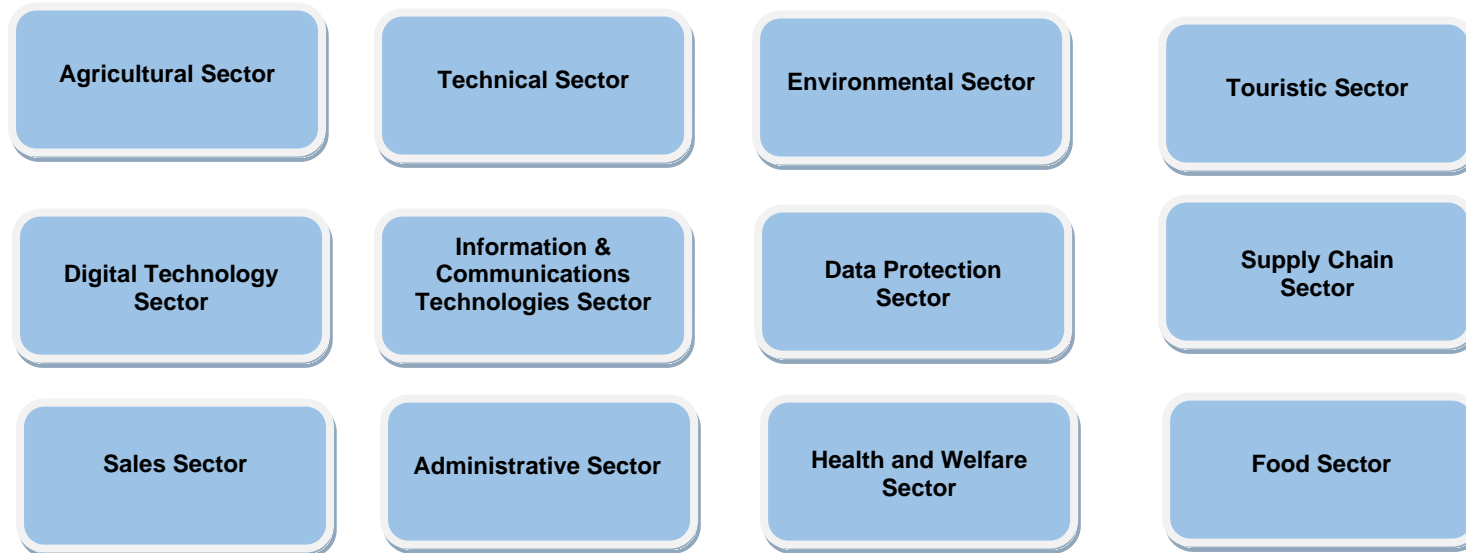 Agricultural Sector
Technical Sector
Environmental Sector
Touristic Sector
Digital Technology
Sector
Information &
Communications
Technologies Sector
Data Protection
Sector
Supply Chain
Sector
Sales Sector
Administrative Sector
Health and Welfare
Sector
Food Sector